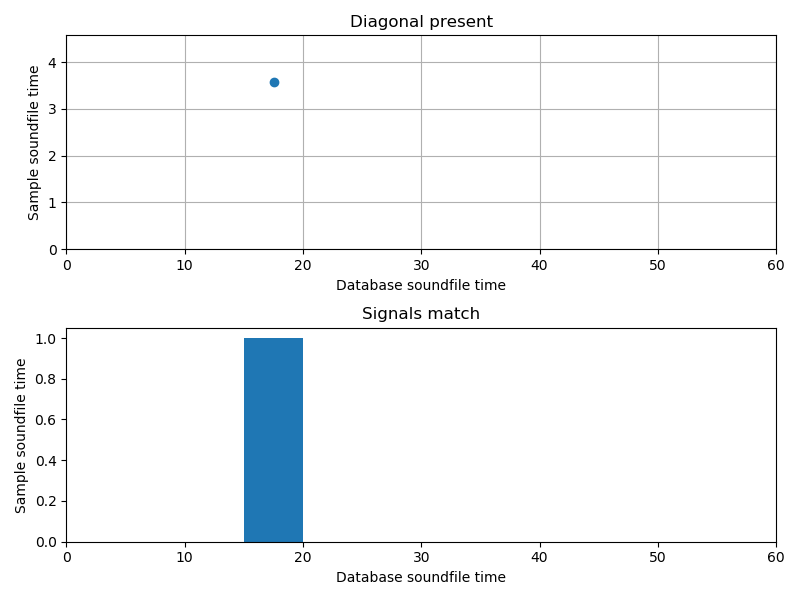 Diagonal present
Sample soundfile time
4
3
2
1
0
0 10 20 30 40 50 60
Database soundfile time
Signals match
Sample soundfile time
1.0
0.8
0.6
0.4
0.2
0.0
0 10 20 30 40 50 60
Database soundfile time